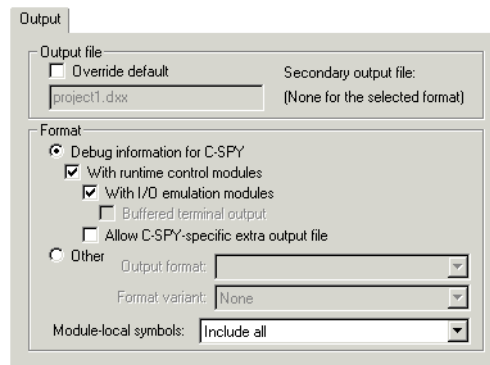 Output
Output file
Override default
Secondary output file:
project1.dxx
(None for the selected format)
Format
Debug information for C-SPY
With runtime control modules
With I/O emulation modules
Buffered terminal output
Allow C-SPY-specific extra output file
Other
Output format:
Format variant: None
Module-local symbols: Include all